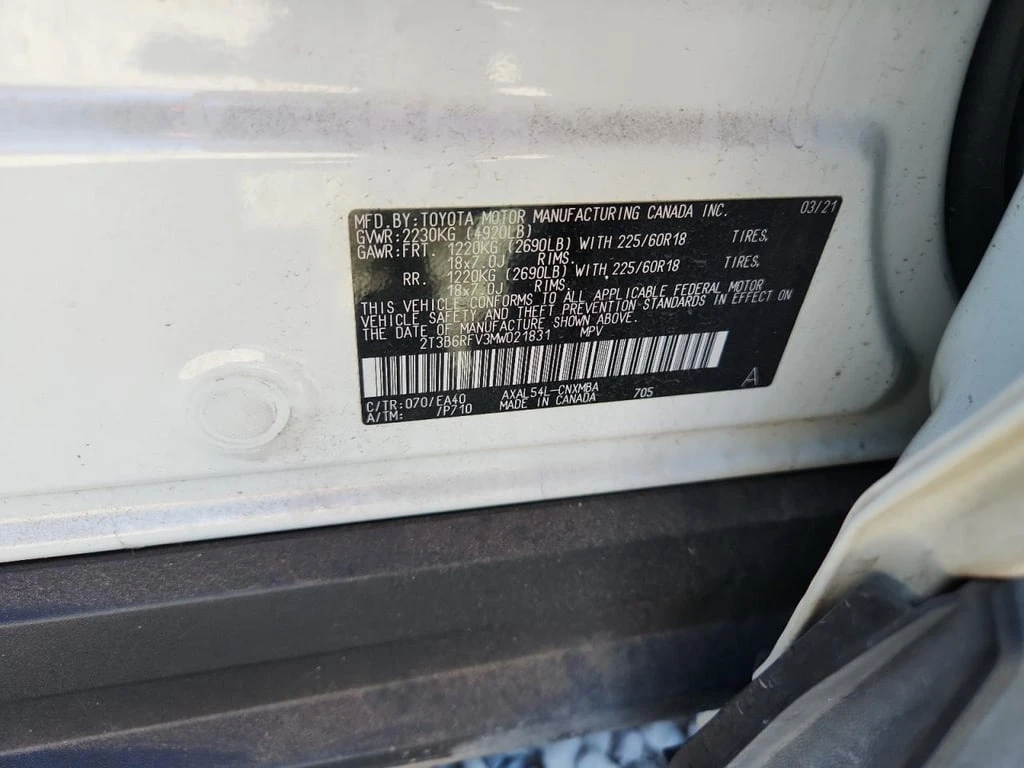 MFD. BY: TOYOTA MOTOR MANUFACTURING CANADA INC. 03/21
GVWR: 2230KG (4920LB)
GAWR: FRT. 1220KG (2690LB) WITH 225/60R18 TIRES,
18x7.0J RIMS.
RR. 1220KG (2690LB) WITH 225/60R18 TIRES,
18x7.0J RIMS.
THIS VEHICLE CONFORMS TO ALL APPLICABLE FEDERAL MOTOR
VEHICLE SAFETY AND THEFT PREVENTION STANDARDS IN EFFECT ON
THE DATE OF MANUFACTURE SHOWN ABOVE.
2T3B6RFV3MW021831 MPV
C/TR: 070/EA40 AXAL54L-CNXMBA 705 A
A/TM: /P710 MADE IN CANADA